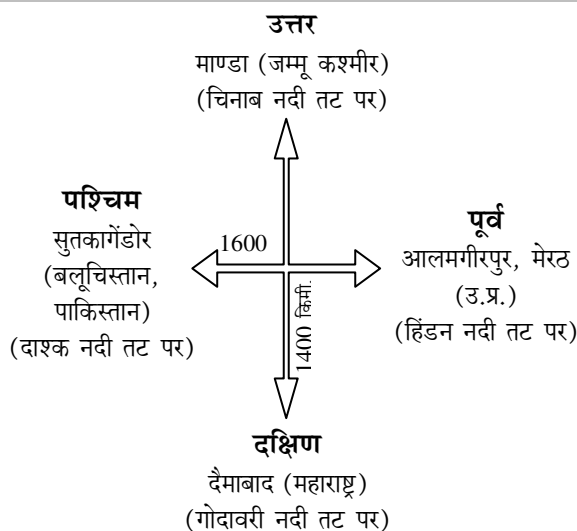 उत्तर
माण्डा (जम्मू कश्मीर)
(चिनाब नदी तट पर)
पश्चिम
सुतकागेंडोर
(बलूचिस्तान,
पाकिस्तान)
(दाश्क नदी तट पर)
1600
1400 किमी.
पूर्व
आलमगीरपुर, मेरठ
(उ.प्र.)
(हिंडन नदी तट पर)
दक्षिण
दैमाबाद (महाराष्ट्र)
(गोदावरी नदी तट पर)